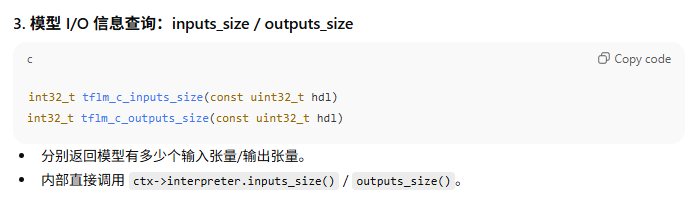 3. 模型 I/O 信息查询：inputs_size / outputs_size
c
Copy code
int32_t tflm_c_inputs_size(const uint32_t hdl)
int32_t tflm_c_outputs_size(const uint32_t hdl)
• 分别返回模型有多少个输入张量/输出张量。
• 内部直接调用 ctx->interpreter.inputs_size() / outputs_size()。